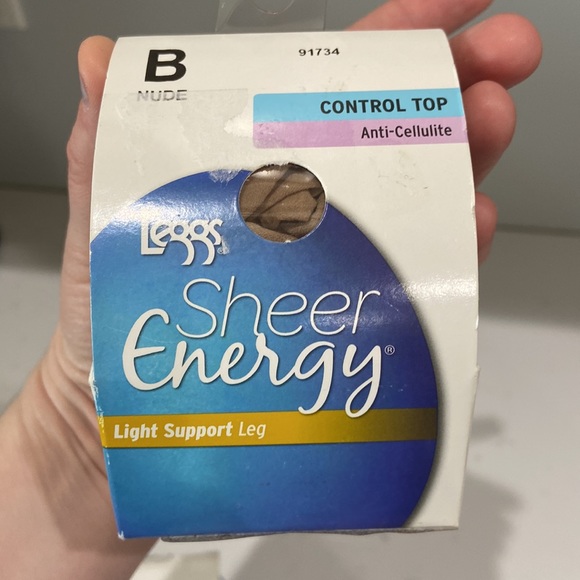 B
91734
NUDE
CONTROL TOP
Anti-Cellulite
Leggs
Sheer
Energy®
Light Support Leg